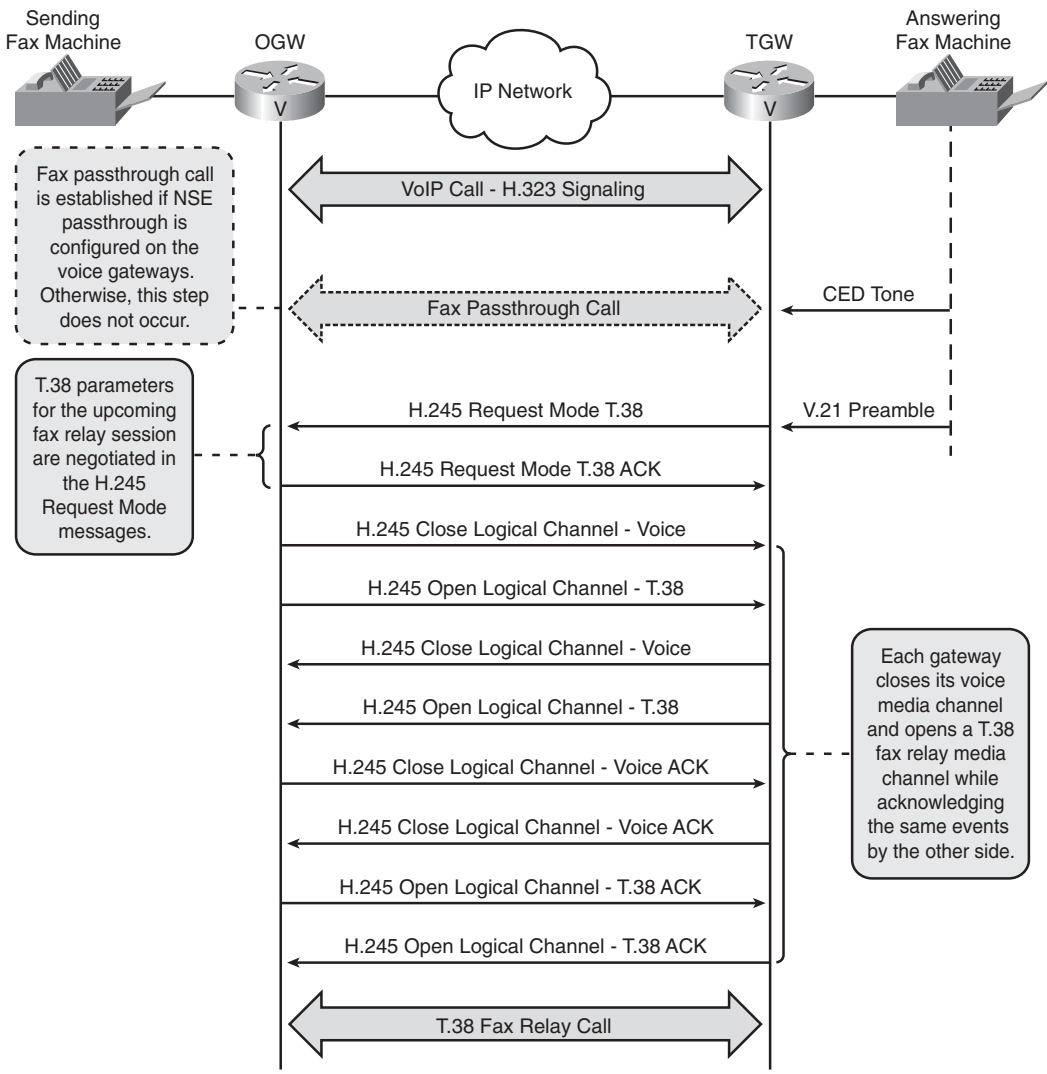 Sending
Fax Machine
OGW
TGW
Answering
Fax Machine
IP Network
V
V
VoIP Call - H.323 Signaling
Fax passthrough call
is established if NSE
passthrough is
configured on the
voice gateways.
Otherwise, this step
does not occur.
Fax Passthrough Call
CED Tone
T.38 parameters
for the upcoming
fax relay session
are negotiated in
the H.245
Request Mode
messages.
H.245 Request Mode T.38
V.21 Preamble
H.245 Request Mode T.38 ACK
H.245 Close Logical Channel - Voice
H.245 Open Logical Channel - T.38
H.245 Close Logical Channel - Voice
H.245 Open Logical Channel - T.38
H.245 Close Logical Channel - Voice ACK
H.245 Close Logical Channel - Voice ACK
H.245 Open Logical Channel - T.38 ACK
H.245 Open Logical Channel - T.38 ACK
Each gateway
closes its voice
media channel
and opens a T.38
fax relay media
channel while
acknowledging
the same events
by the other side.
T.38 Fax Relay Call